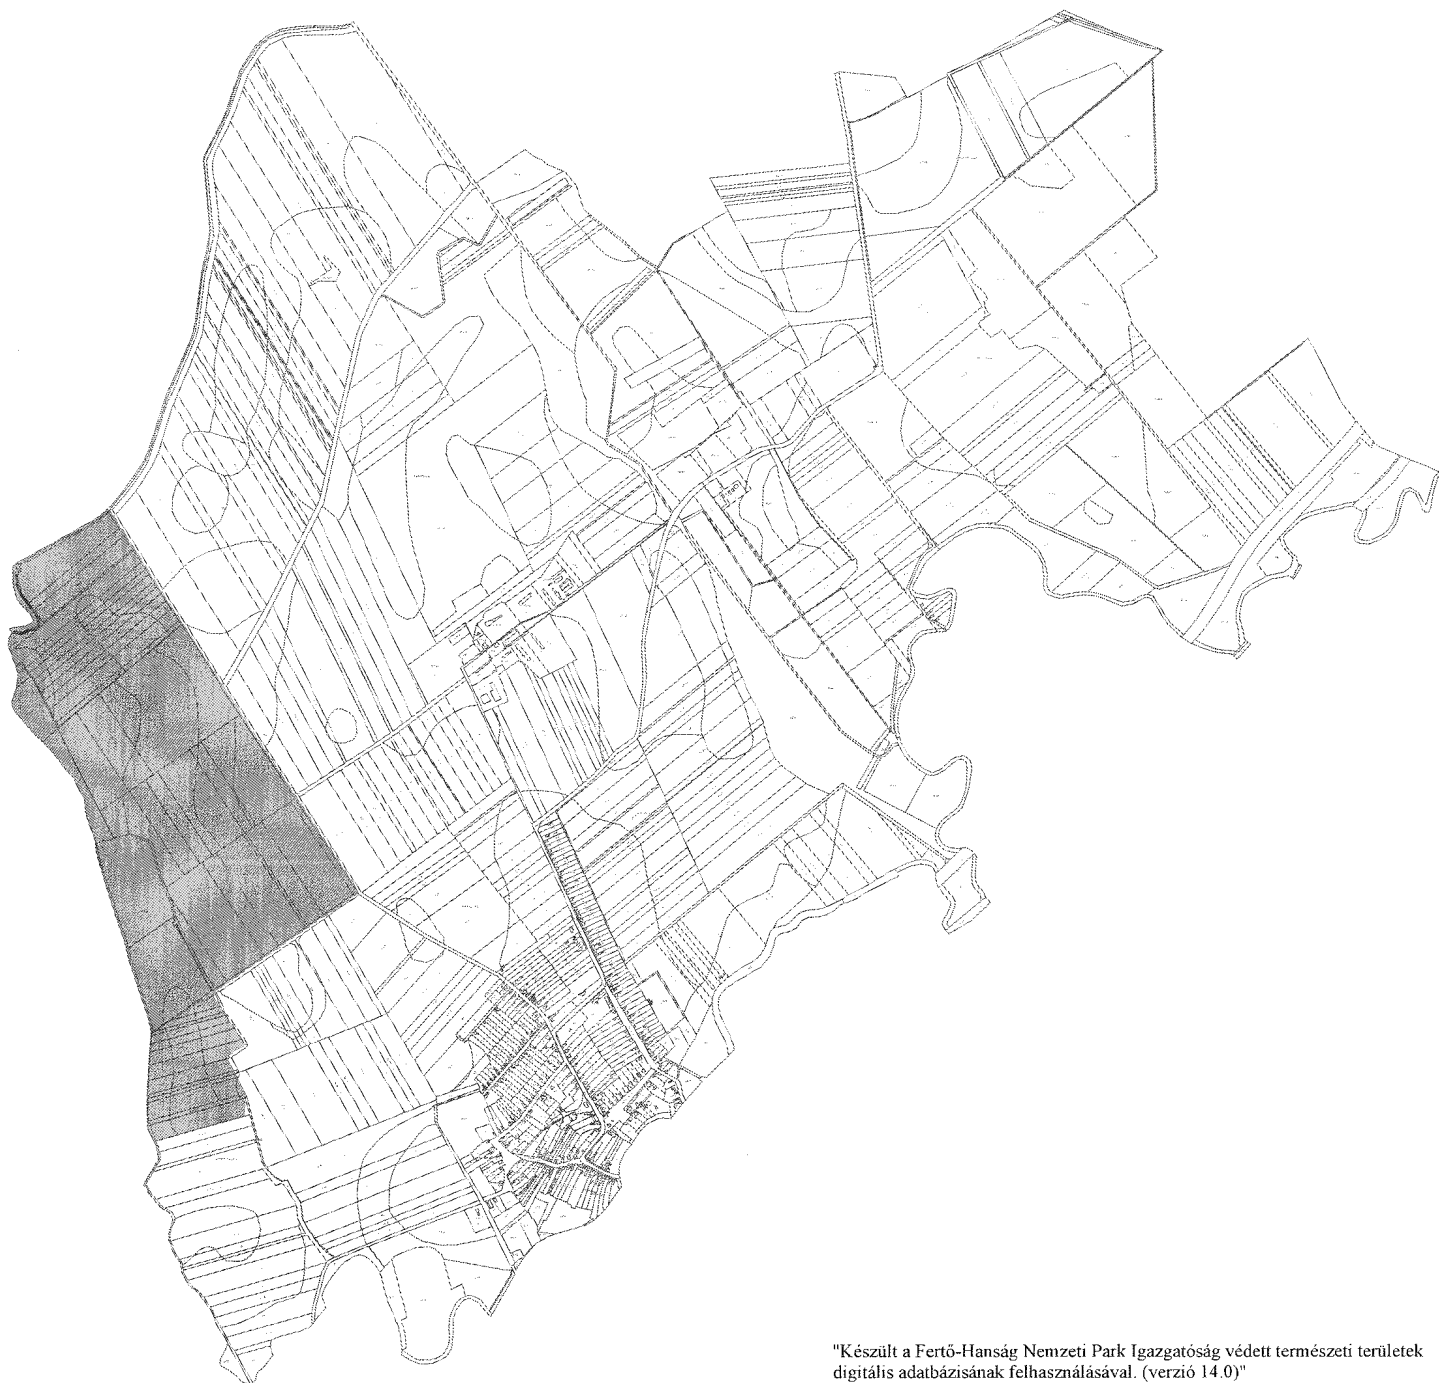 "Készült a Fertő-Hanság Nemzeti Park Igazgatóság védett természeti területek
digitális adatbázisának felhasználásával. (verzió 14.0)"